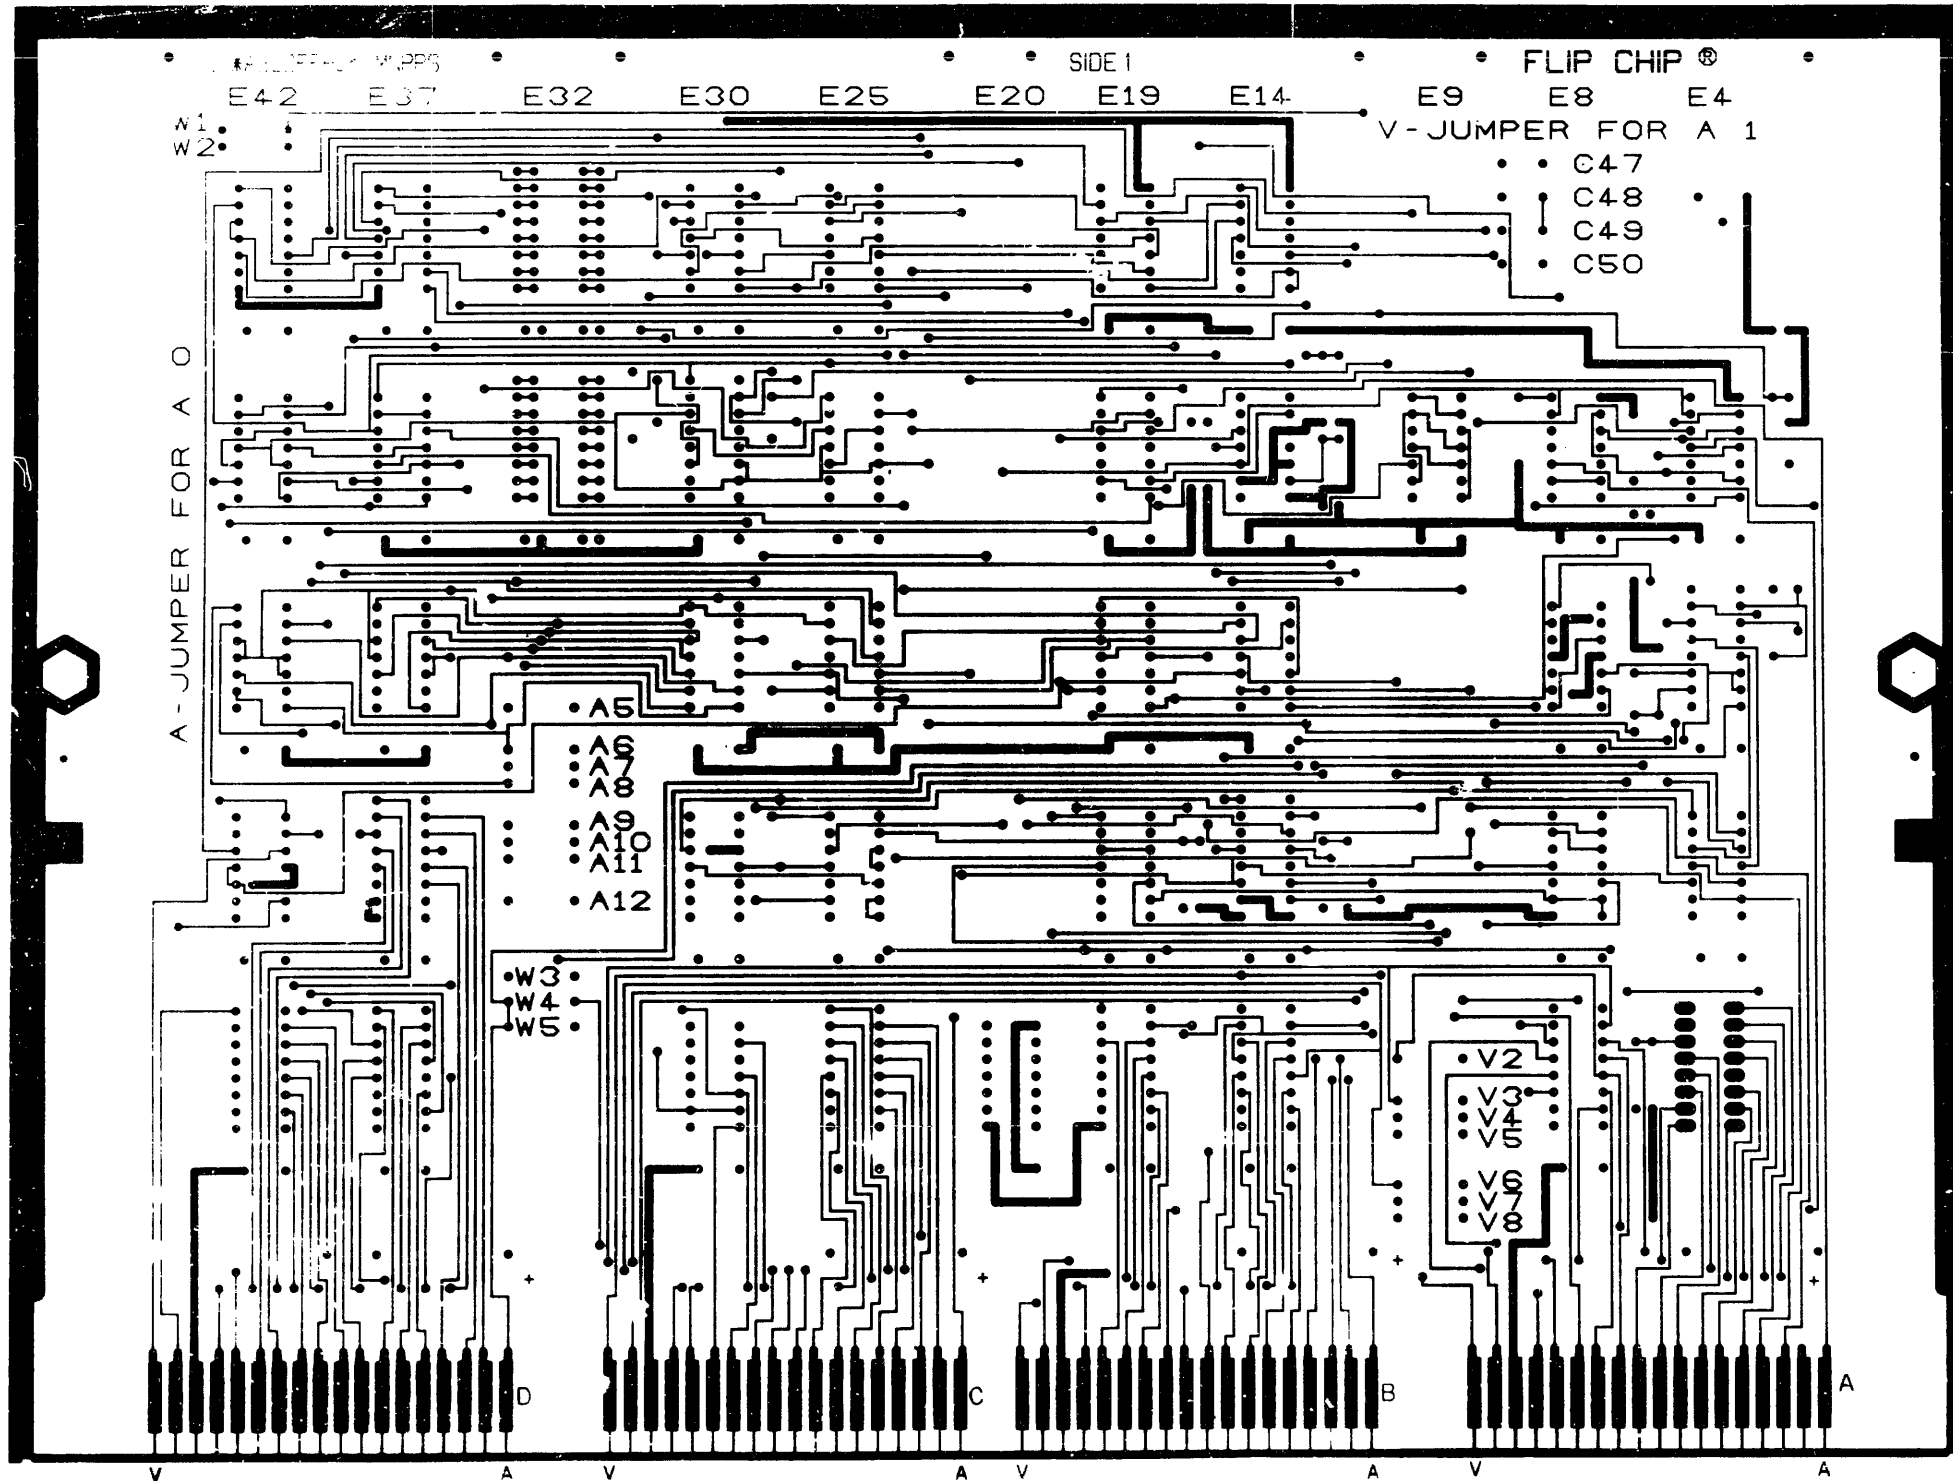 SIDE 1
FLIP CHIP ®
E42 E37 E32 E30 E25 E20 E19 E14 E9 E8 E4
W1
W2
V-JUMPER FOR A 1
C47
C48
C49
C50
A-JUMPER FOR A O
A5
A6
A7
A8
A9
A10
A11
A12
W3
W4
W5
V2
V3
V4
V5
V6
V7
V8
+ + + +
D C B A
V A V A V A V A